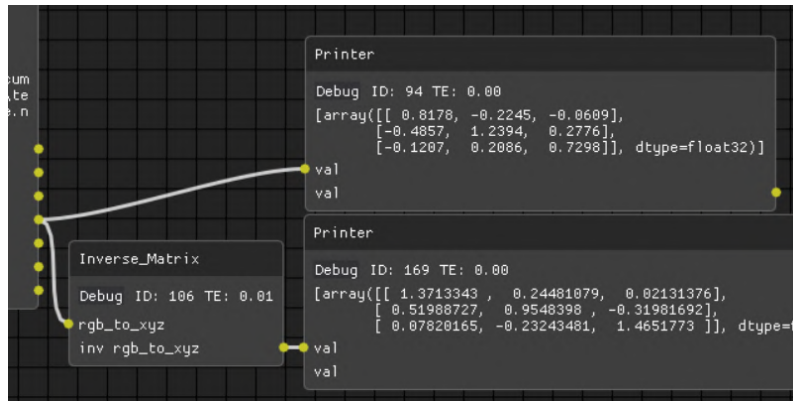 cum
\te
e.n
Printer
Debug ID: 94 TE: 0.00
[array([[ 0.8178, -0.2245, -0.0609],
[-0.4857, 1.2394, 0.2776],
[-0.1207, 0.2086, 0.7298]], dtype=float32)]
val
val
Printer
Debug ID: 169 TE: 0.00
[array([[ 1.3713343 , 0.24481079, 0.02131376],
[ 0.51988727, 0.9548398 , -0.31981692],
[ 0.07820165, -0.23243481, 1.4651773 ]], dtype=f
val
val
Inverse_Matrix
Debug ID: 106 TE: 0.01
rgb_to_xyz
inv rgb_to_xyz